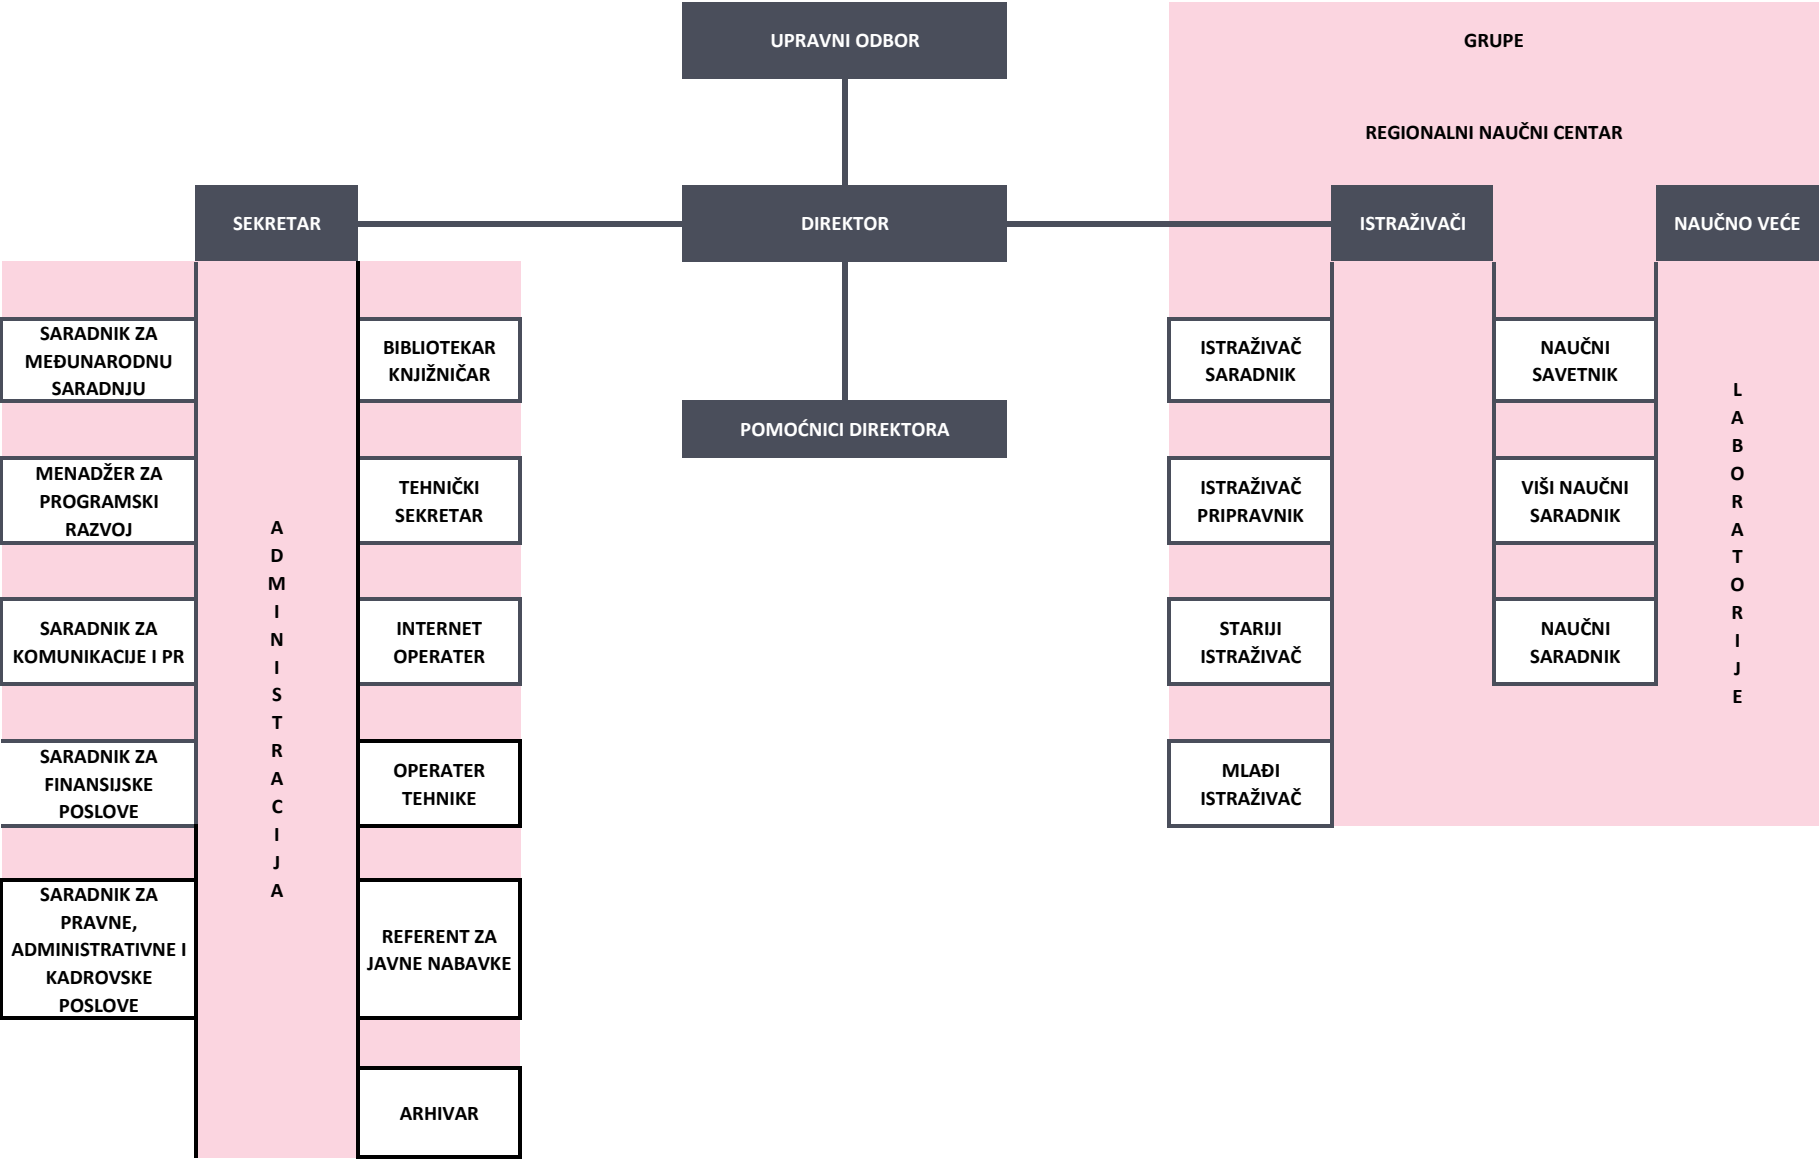 UPRAVNI ODBOR
GRUPE
REGIONALNI NAUČNI CENTAR
SEKRETAR
DIREKTOR
ISTRAŽIVAČI
NAUČNO VEĆE
POMOĆNICI DIREKTORA
SARADNIK ZA
MEĐUNARODNU
SARADNJU
MENADŽER ZA
PROGRAMSKI
RAZVOJ
SARADNIK ZA
KOMUNIKACIJE I PR
SARADNIK ZA
FINANSIJSKE
POSLOVE
SARADNIK ZA
PRAVNE,
ADMINISTRATIVNE I
KADROVSKE
POSLOVE
A
D
M
I
N
I
S
T
R
A
C
I
J
A
BIBLIOTEKAR
KNJIŽNIČAR
TEHNIČKI
SEKRETAR
INTERNET
OPERATER
OPERATER
TEHNIKE
REFERENT ZA
JAVNE NABAVKE
ARHIVAR
ISTRAŽIVAČ
SARADNIK
ISTRAŽIVAČ
PRIPRAVNIK
STARIJI
ISTRAŽIVAČ
MLAĐI
ISTRAŽIVAČ
NAUČNI
SAVETNIK
VIŠI NAUČNI
SARADNIK
NAUČNI
SARADNIK
L
A
B
O
R
A
T
O
R
I
J
E